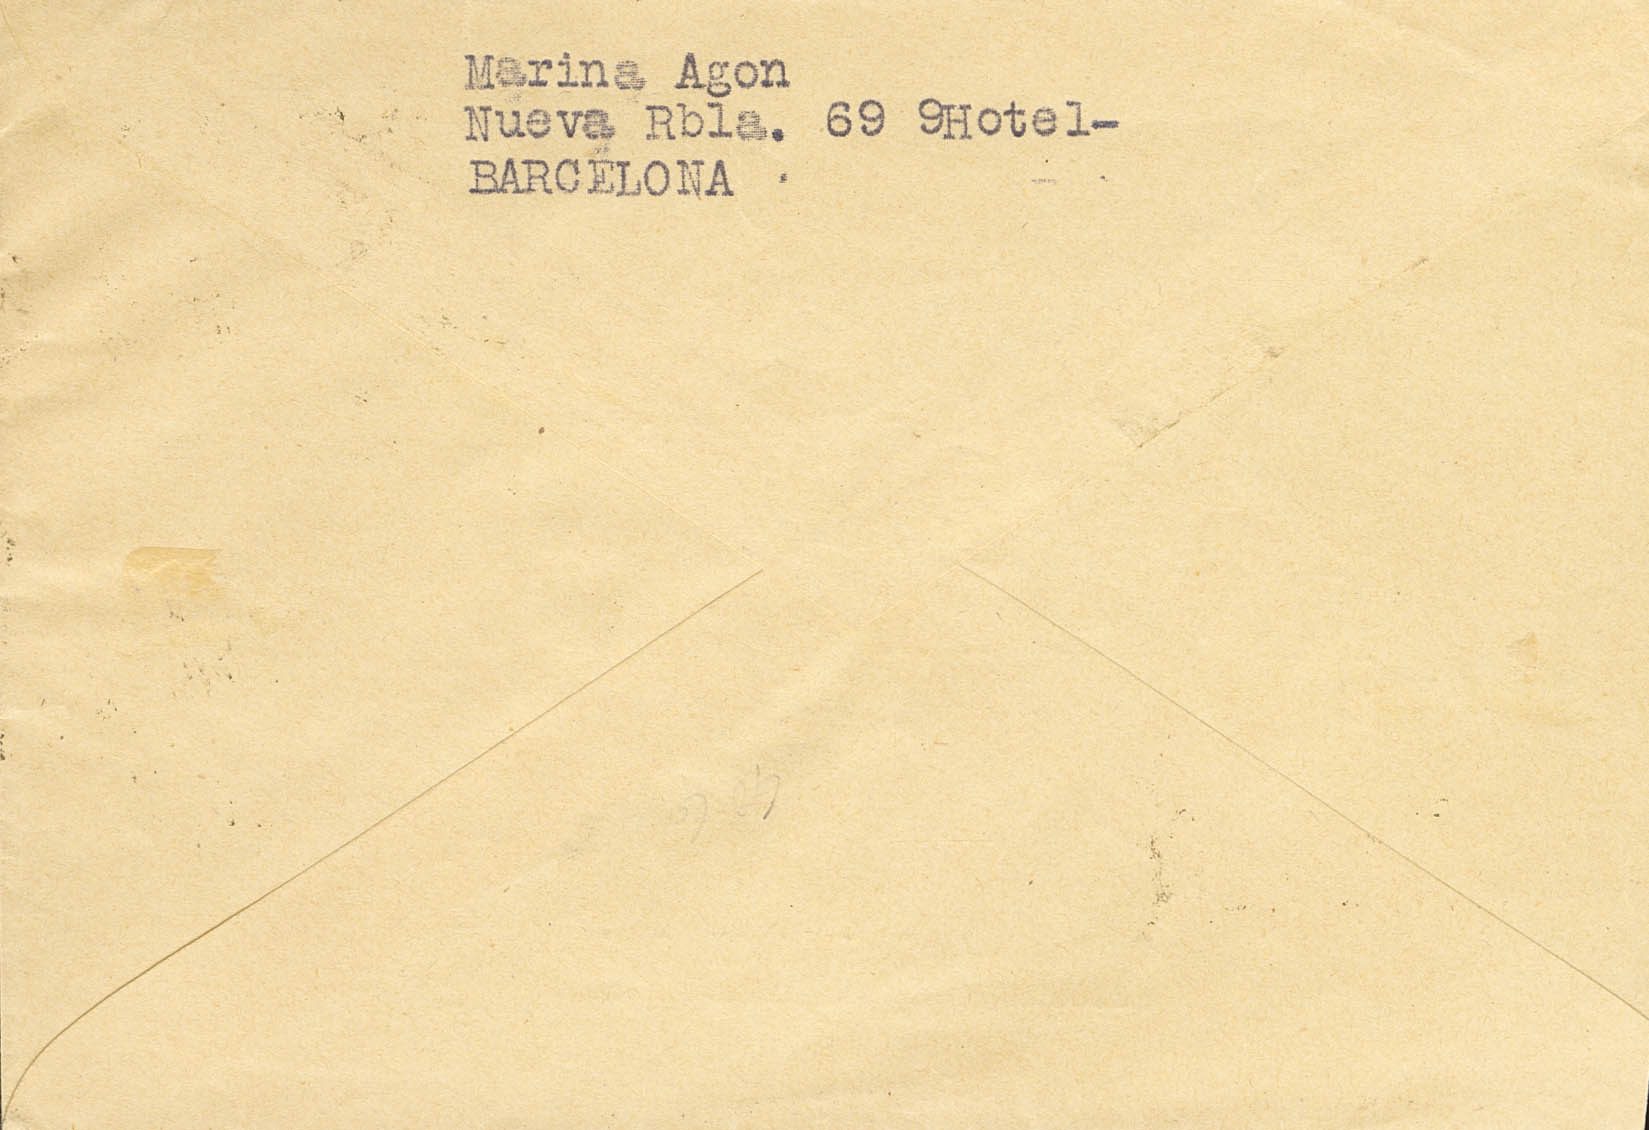 Marina Agon
Nueva Rbla. 69 9Hotel-
BARCELONA